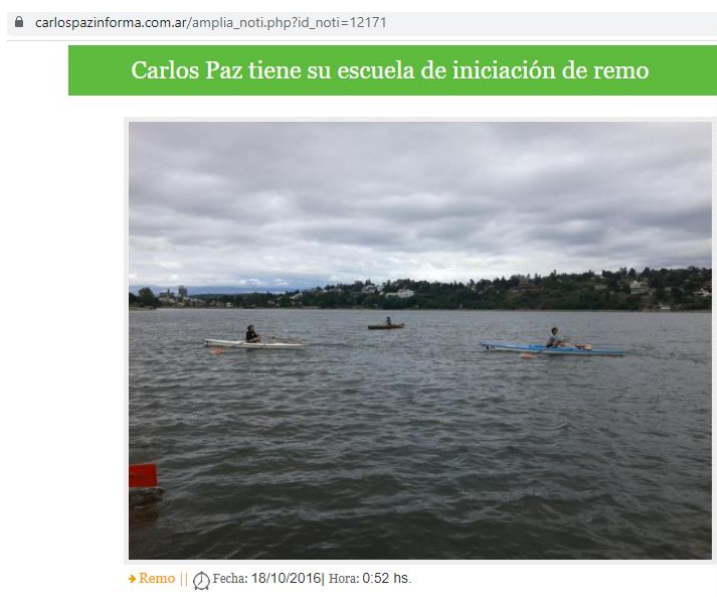 carlospazinforma.com.ar/amplia_noti.php?id_noti=12171
Carlos Paz tiene su escuela de iniciación de remo
Remo || Fecha: 18/10/2016| Hora: 0:52 hs.